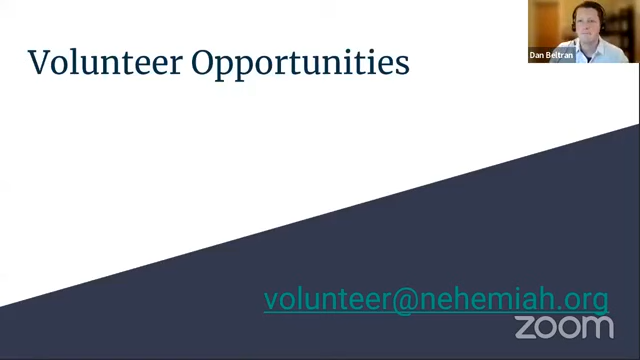 Volunteer Opportunities
Dan Beltran
volunteer@nehemiah.org
zoom